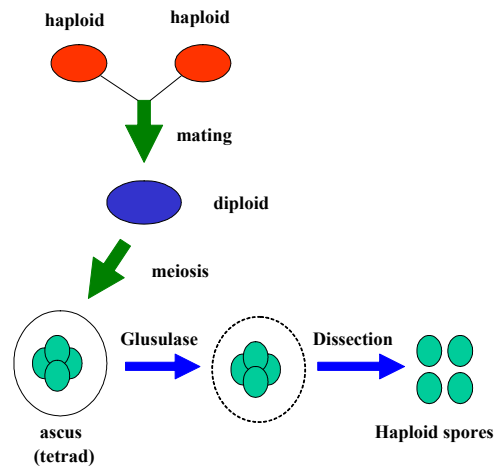 haploid
haploid
mating
diploid
meiosis
Glusulase
Dissection
ascus
(tetrad)
Haploid spores